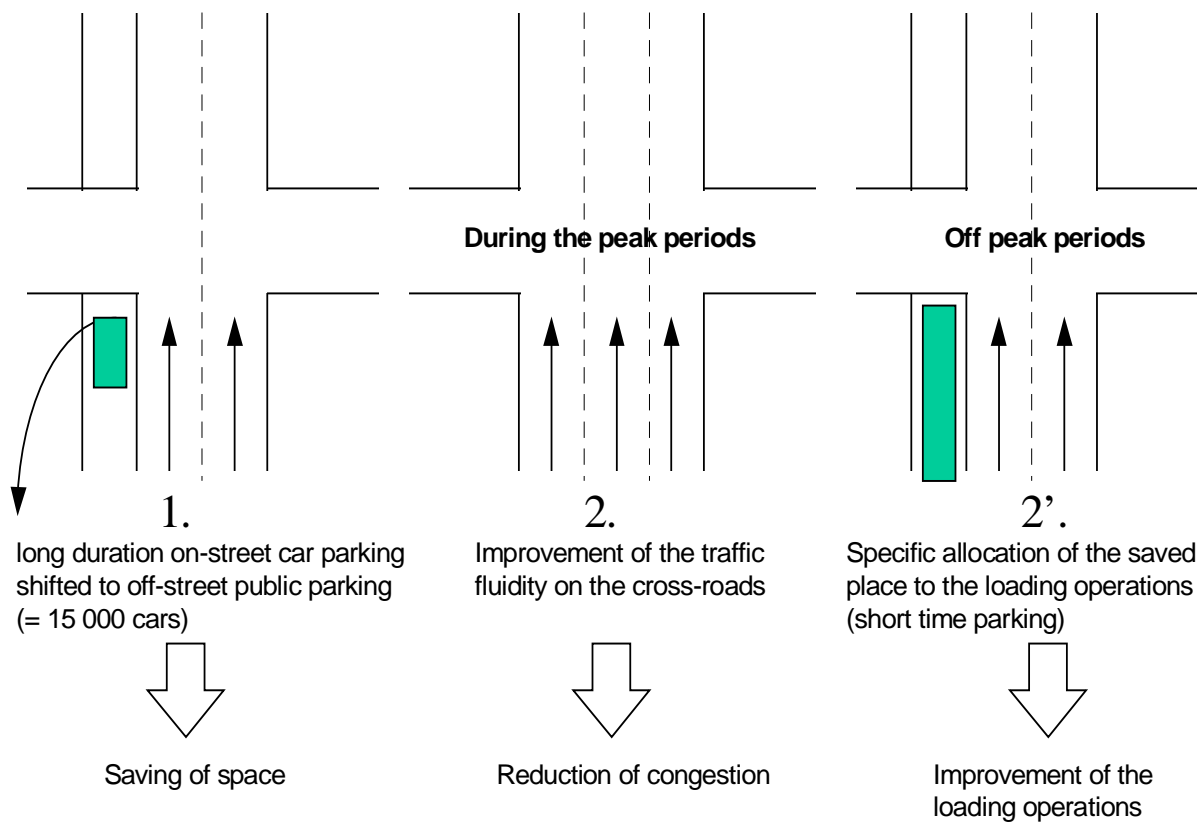 During the peak periods
Off peak periods
1.
long duration on-street car parking
shifted to off-street public parking
(= 15 000 cars)
Saving of space
2.
Improvement of the traffic
fluidity on the cross-roads
Reduction of congestion
2’.
Specific allocation of the saved
place to the loading operations
(short time parking)
Improvement of the
loading operations